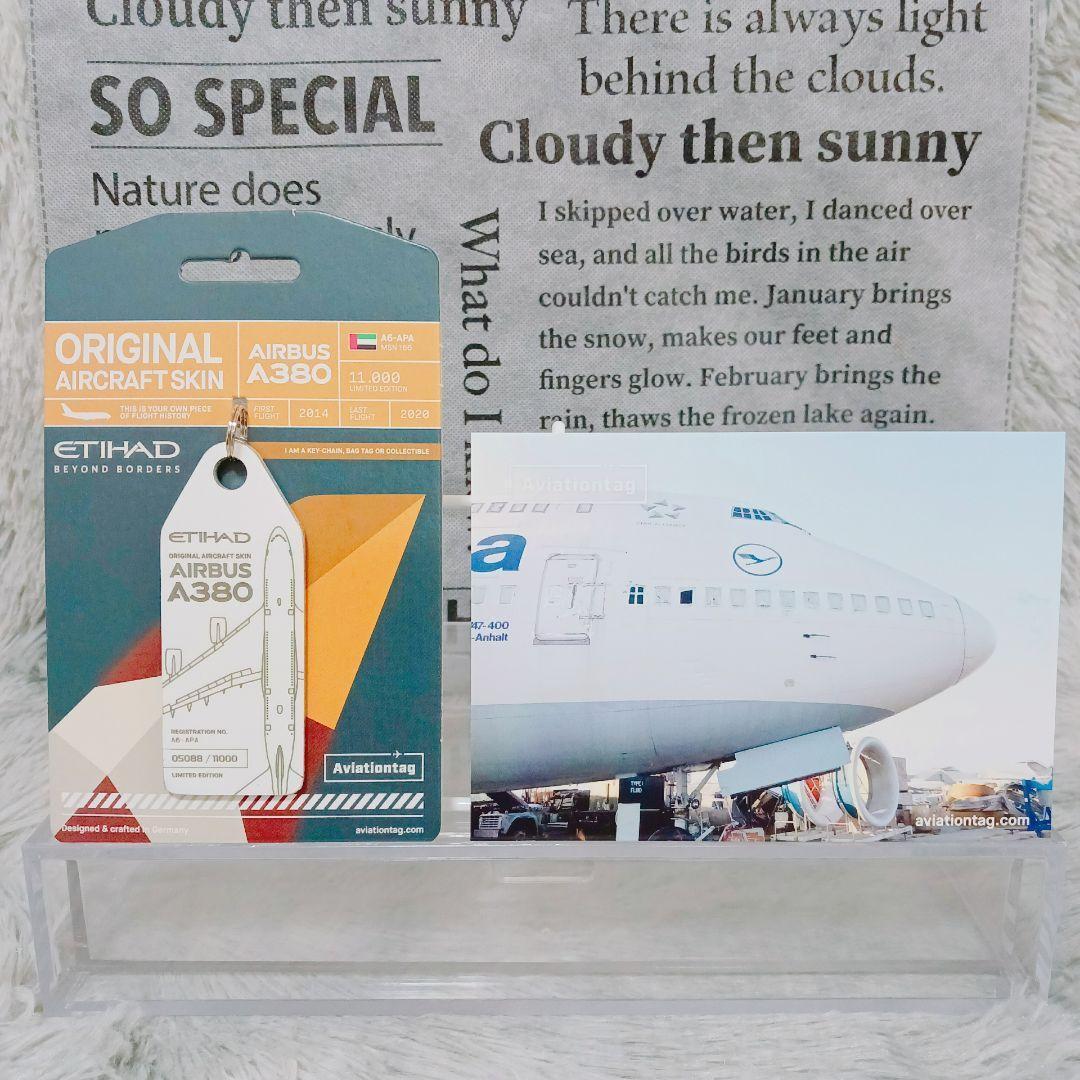 Cloudy then sunny
There is always light
behind the clouds.
SO SPECIAL
Cloudy then sunny
Nature does
I skipped over water, I danced over
sea, and all the birds in the air
couldn't catch me. January brings
the snow, makes our feet and
fingers glow. February brings the
rain, thaws the frozen lake again.
What do I
ORIGINAL
AIRCRAFT SKIN
AIRBUS
A380
A6-APA
MSN 166
11.000
LIMITED EDITION
THIS IS YOUR OWN PIECE
OF FLIGHT HISTORY
FIRST
FLIGHT
2014
LAST
FLIGHT
2020
ETIHAD
BEYOND BORDERS
I AM A KEY-CHAIN, BAG TAG OR COLLECTIBLE
ETIHAD
ORIGINAL AIRCRAFT SKIN
AIRBUS
A380
REGISTRATION NO.
A6-APA
05088 / 11000
LIMITED EDITION
Aviationtag
Designed & crafted in Germany
aviationtag.com
Aviationtag
a
47-400
-Anhalt
aviationtag.com